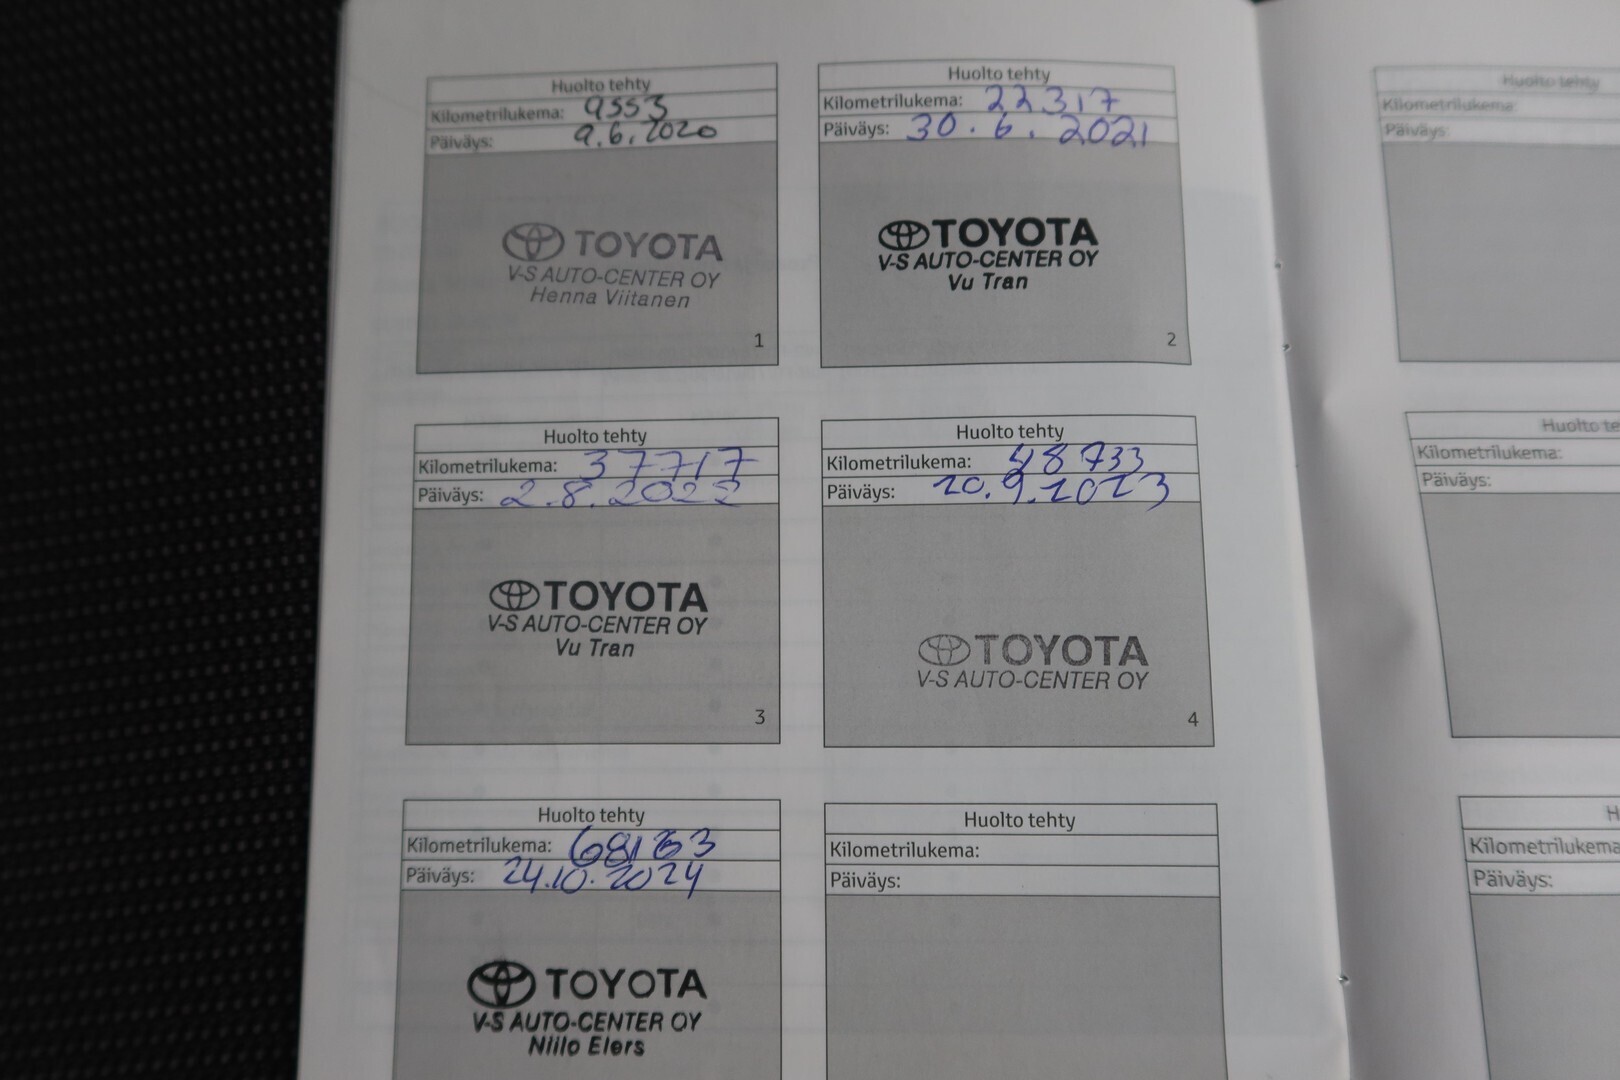 Huolto tehty
Kilometrilukema: 9553
Päiväys: 9.6.2020
TOYOTA
V-S AUTO-CENTER OY
Henna Viitanen
1
Huolto tehty
Kilometrilukema: 22317
Päiväys: 30.6.2021
TOYOTA
V-S AUTO-CENTER OY
Vu Tran
2
Huolto tehty
Kilometrilukema: 37717
Päiväys: 2.8.2022
TOYOTA
V-S AUTO-CENTER OY
Vu Tran
3
Huolto tehty
Kilometrilukema: 48733
Päiväys: 20.9.2023
TOYOTA
V-S AUTO-CENTER OY
4
Huolto tehty
Kilometrilukema:
Päiväys: 24.10.2024
TOYOTA
V-S AUTO-CENTER OY
Niilo Elers
Huolto tehty
Kilometrilukema:
Päiväys:
Huolto tehty
Kilometrilukema:
Päiväys:
Huolto te
Kilometrilukema:
Päiväys:
H
Kilometrilukema
Päiväys: